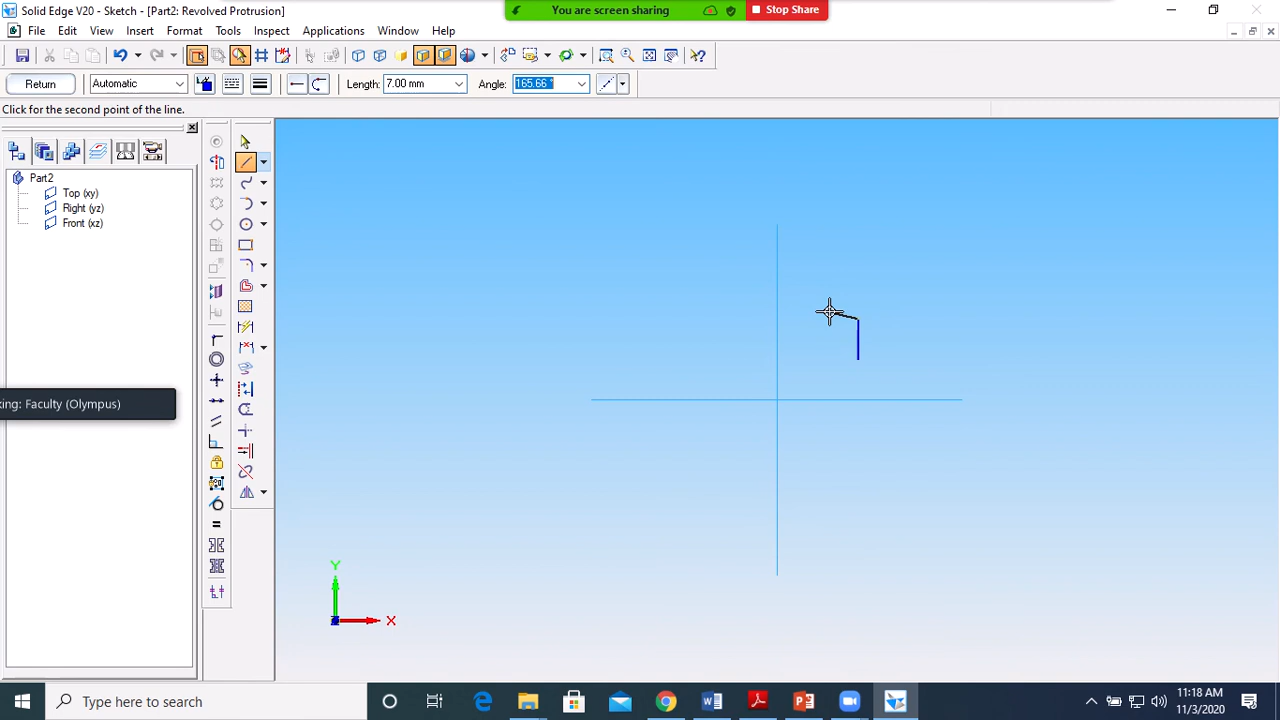 Solid Edge V20 - Sketch - [Part2: Revolved Protrusion]
You are screen sharing
Stop Share
File Edit View Insert Format Tools Inspect Applications Window Help
Return
Automatic
Length: 7.00 mm
Angle: 165.66 °
Click for the second point of the line.
Part2
Top (xy)
Right (yz)
Front (xz)
king: Faculty (Olympus)
Y
X
Type here to search
11:18 AM
11/3/2020